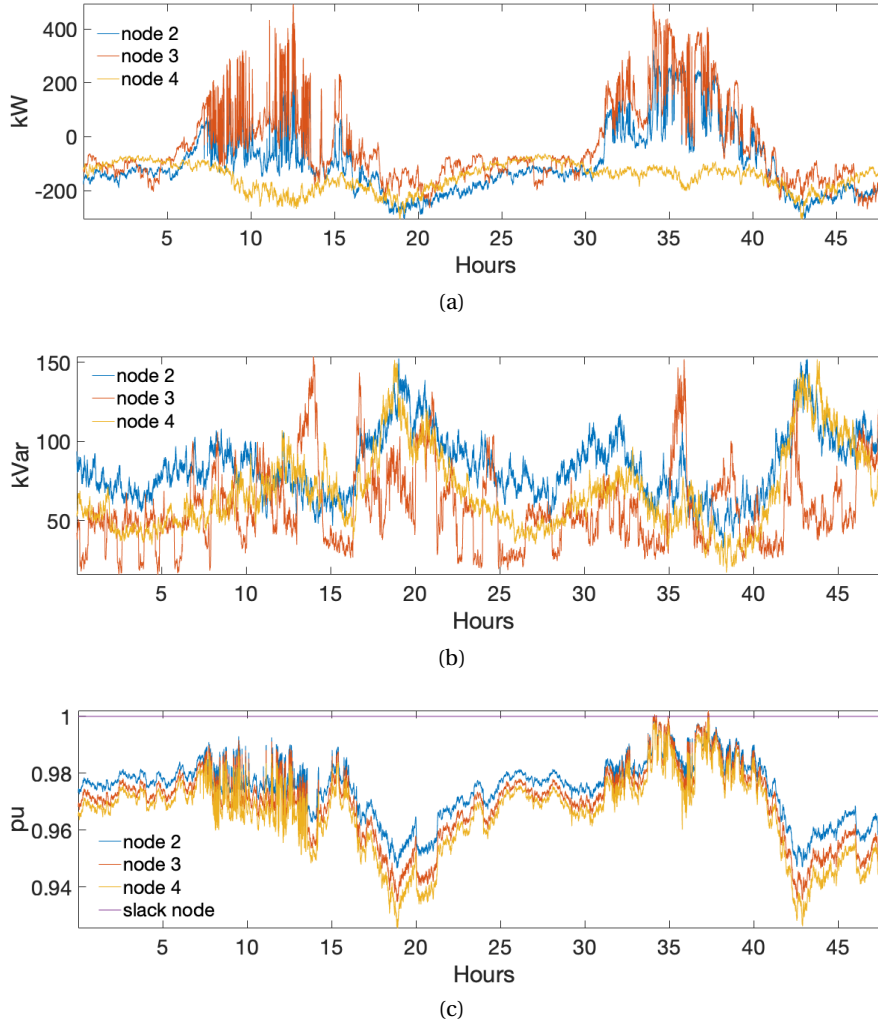 400
200
0
-200
kW
node 2
node 3
node 4
5 10 15 20 25 30 35 40 45
Hours
(a)
150
100
50
kVar
node 2
node 3
node 4
5 10 15 20 25 30 35 40 45
Hours
(b)
1
0.98
0.96
0.94
pu
node 2
node 3
node 4
slack node
5 10 15 20 25 30 35 40 45
Hours
(c)